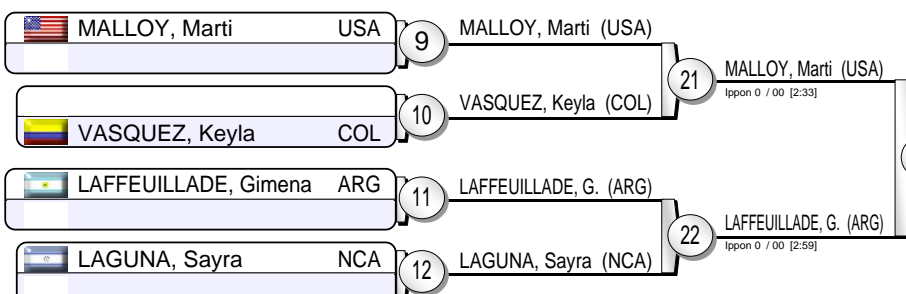 MALLOY, Marti USA
9
MALLOY, Marti (USA)
21
MALLOY, Marti (USA)
Ippon 0 / 00 [2:33]
VASQUEZ, Keyla COL
10
VASQUEZ, Keyla (COL)
LAFFEUILLADE, Gimena ARG
11
LAFFEUILLADE, G. (ARG)
22
LAFFEUILLADE, G. (ARG)
Ippon 0 / 00 [2:59]
LAGUNA, Sayra NCA
12
LAGUNA, Sayra (NCA)